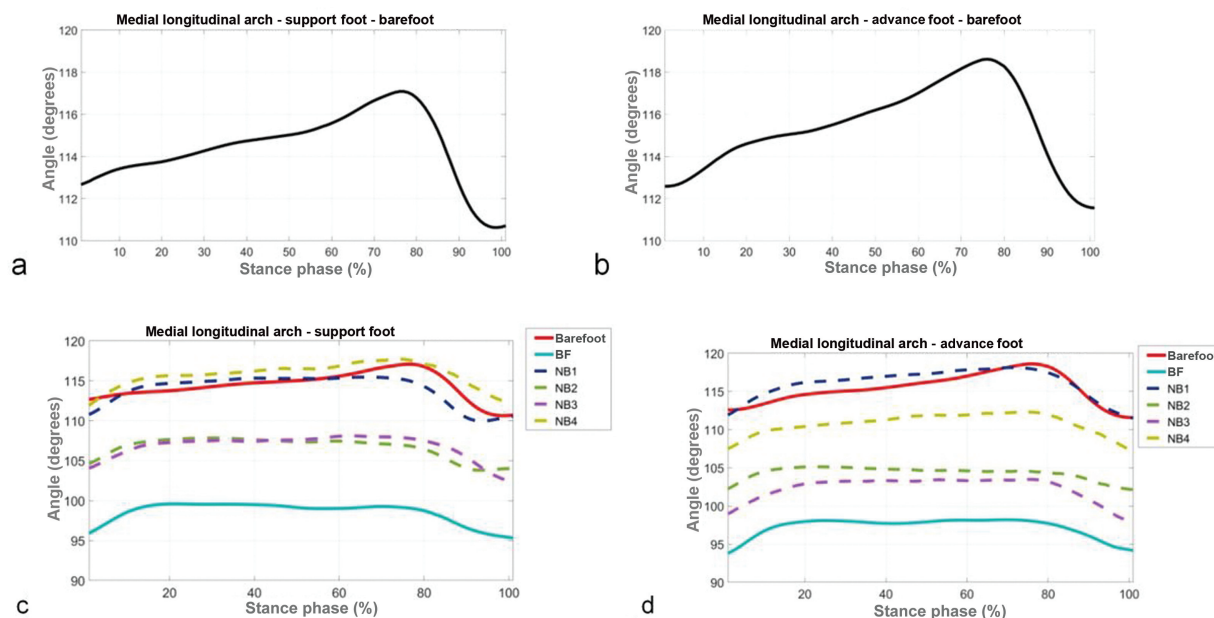 Medial longitudinal arch - support foot - barefoot
120
118
116
114
112
110
Angle (degrees)
10 20 30 40 50 60 70 80 90 100
Stance phase (%)
a
Medial longitudinal arch - advance foot - barefoot
120
118
116
114
112
110
Angle (degrees)
10 20 30 40 50 60 70 80 90 100
Stance phase (%)
b
Medial longitudinal arch - support foot
120
115
110
105
100
95
90
Angle (degrees)
20 40 60 80 100
Stance phase (%)
c
Barefoot
BF
NB1
NB2
NB3
NB4
Medial longitudinal arch - advance foot
120
115
110
105
100
95
90
Angle (degrees)
20 40 60 80 100
Stance phase (%)
d
Barefoo
BF
NB1
NB2
NB3
NB4